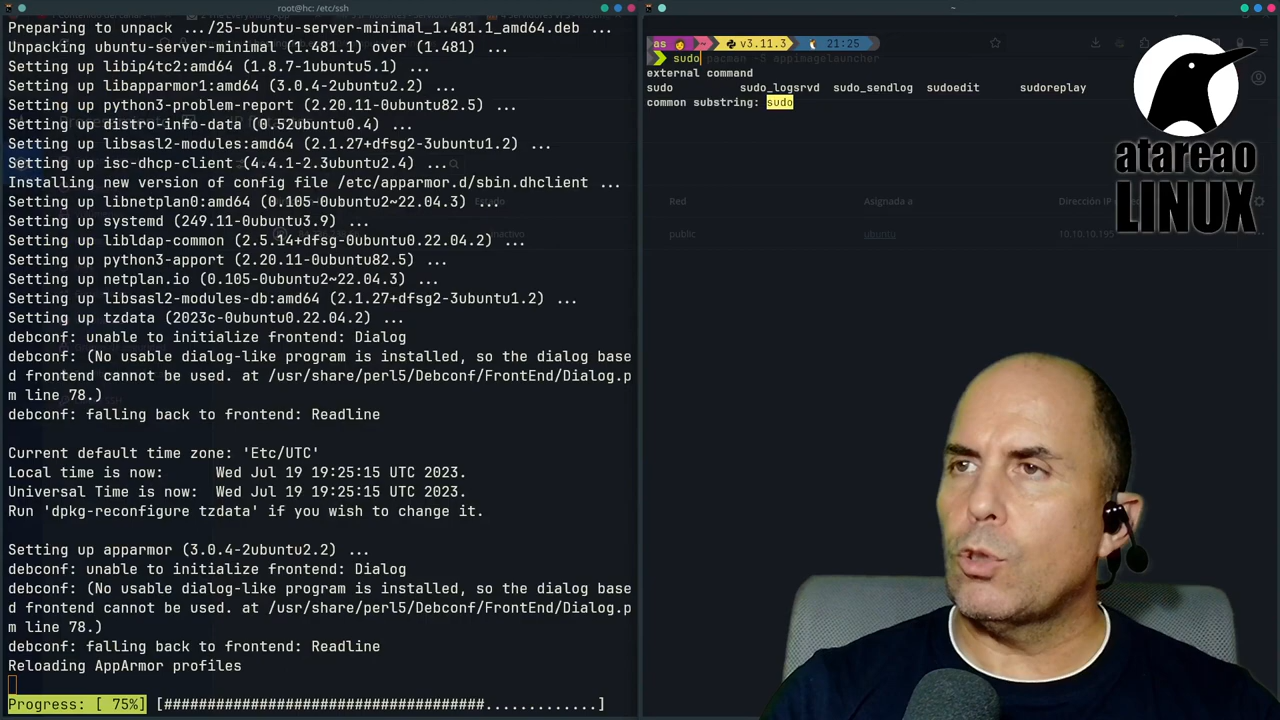 root@hc: /etc/ssh
Preparing to unpack .../25-ubuntu-server-minimal_1.481.1_amd64.deb ...
Unpacking ubuntu-server-minimal (1.481.1) over (1.481) ...
Setting up libip4tc2:amd64 (1.8.7-1ubuntu5.1) ...
Setting up libapparmor1:amd64 (3.0.4-2ubuntu2.2) ...
Setting up python3-problem-report (2.20.11-0ubuntu82.5) ...
Setting up distro-info-data (0.52ubuntu0.4) ...
Setting up libsasl2-modules:amd64 (2.1.27+dfsg2-3ubuntu1.2) ...
Setting up isc-dhcp-client (4.4.1-2.3ubuntu2.4) ...
Installing new version of config file /etc/apparmor.d/sbin.dhclient ...
Setting up libnetplan0:amd64 (0.105-0ubuntu2~22.04.3) ...
Setting up systemd (249.11-0ubuntu3.9) ...
Setting up libldap-common (2.5.14+dfsg-0ubuntu0.22.04.2) ...
Setting up python3-apport (2.20.11-0ubuntu82.5) ...
Setting up netplan.io (0.105-0ubuntu2~22.04.3) ...
Setting up libsasl2-modules-db:amd64 (2.1.27+dfsg2-3ubuntu1.2) ...
Setting up tzdata (2023c-0ubuntu0.22.04.2) ...
debconf: unable to initialize frontend: Dialog
debconf: (No usable dialog-like program is installed, so the dialog base
d frontend cannot be used. at /usr/share/perl5/Debconf/FrontEnd/Dialog.p
m line 78.)
debconf: falling back to frontend: Readline
Current default time zone: 'Etc/UTC'
Local time is now: Wed Jul 19 19:25:15 UTC 2023.
Universal Time is now: Wed Jul 19 19:25:15 UTC 2023.
Run 'dpkg-reconfigure tzdata' if you wish to change it.
Setting up apparmor (3.0.4-2ubuntu2.2) ...
debconf: unable to initialize frontend: Dialog
debconf: (No usable dialog-like program is installed, so the dialog base
d frontend cannot be used. at /usr/share/perl5/Debconf/FrontEnd/Dialog.p
m line 78.)
debconf: falling back to frontend: Readline
Reloading AppArmor profiles
Progress: [ 75%] [#####################################.............]
~
as ~ v3.11.3 21:25
sudo pacman -S appimagelauncher
external command
sudo sudo_logsrvd sudo_sendlog sudoedit sudoreplay
common substring: sudo
atareao
LINUX
Estado Red Asignada a Dirección IP
inactivo public ubuntu 10.10.10.195